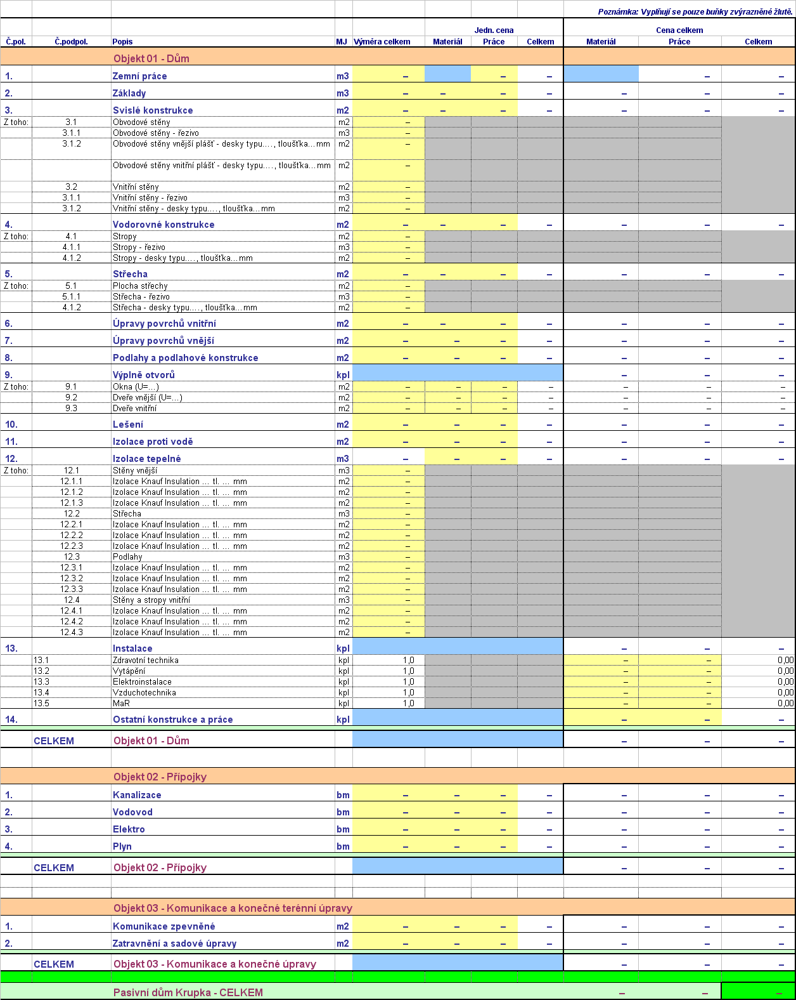 Poznámka: Vyplňují se pouze buňky zvýrazněné žlutě.
Jedn. cena Cena celkem
Č.pol. Č.podpol. Popis MJ Výměra celkem Materiál Práce Celkem Materiál Práce Celkem
Objekt 01 - Dům
1. Zemní práce m3 – – – – –
2. Základy m3 – – – – – – –
3. Svislé konstrukce m2 – – – – – – –
Z toho: 3.1 Obvodové stěny m2 –
3.1.1 Obvodové stěny - řezivo m3 –
3.1.2 Obvodové stěny vnější plášť - desky typu…., tloušťka…mm m2 –
Obvodové stěny vnitřní plášť - desky typu…., tloušťka…mm m2 –
3.2 Vnitřní stěny m2 –
3.1.1 Vnitřní stěny - řezivo m3 –
3.1.2 Vnitřní stěny - desky typu…., tloušťka…mm m2 –
4. Vodorovné konstrukce m2 – – – – – – –
Z toho: 4.1 Stropy m2 –
4.1.1 Stropy - řezivo m3 –
4.1.2 Stropy - desky typu…., tloušťka…mm m2 –
5. Střecha m2 – – – – – – –
Z toho: 5.1 Plocha střechy m2 –
5.1.1 Střecha - řezivo m3 –
4.1.2 Střecha - desky typu…., tloušťka…mm m2 –
6. Úpravy povrchů vnitřní m2 – – – – – – –
7. Úpravy povrchů vnější m2 – – – – – – –
8. Podlahy a podlahové konstrukce m2 – – – – – – –
9. Výplně otvorů kpl – – –
Z toho: 9.1 Okna (U=…) m2 – – – – – – –
9.2 Dveře vnější (U=…) m2 – – – – – – –
9.3 Dveře vnitřní m2 – – – – – – –
10. Lešení m2 – – – – – – –
11. Izolace proti vodě m2 – – – – – – –
12. Izolace tepelné m3 – – – – – – –
Z toho: 12.1 Stěny vnější m3 –
12.1.1 Izolace Knauf Insulation … tl. … mm m2 –
12.1.2 Izolace Knauf Insulation … tl. … mm m2 –
12.1.3 Izolace Knauf Insulation … tl. … mm m2 –
12.2 Střecha m3 –
12.2.1 Izolace Knauf Insulation … tl. … mm m2 –
12.2.2 Izolace Knauf Insulation … tl. … mm m2 –
12.2.3 Izolace Knauf Insulation … tl. … mm m2 –
12.3 Podlahy m3 –
12.3.1 Izolace Knauf Insulation … tl. … mm m2 –
12.3.2 Izolace Knauf Insulation … tl. … mm m2 –
12.3.3 Izolace Knauf Insulation … tl. … mm m2 –
12.4 Stěny a stropy vnitřní m3 –
12.4.1 Izolace Knauf Insulation … tl. … mm m2 –
12.4.2 Izolace Knauf Insulation … tl. … mm m2 –
12.4.3 Izolace Knauf Insulation … tl. … mm m2 –
13. Instalace kpl – – –
13.1 Zdravotní technika kpl 1,0 – – 0,00
13.2 Vytápění kpl 1,0 – – 0,00
13.3 Elektroinstalace kpl 1,0 – – 0,00
13.4 Vzduchotechnika kpl 1,0 – – 0,00
13.5 MaR kpl 1,0 – – 0,00
14. Ostatní konstrukce a práce kpl – – –
CELKEM Objekt 01 - Dům – – –
Objekt 02 - Přípojky
1. Kanalizace bm – – – – – – –
2. Vodovod bm – – – – – – –
3. Elektro bm – – – – – – –
4. Plyn bm – – – – – – –
CELKEM Objekt 02 - Přípojky – – –
Objekt 03 - Komunikace a konečné terénní úpravy
1. Komunikace zpevněné m2 – – – – – – –
2. Zatravnění a sadové úpravy m2 – – – – – – –
CELKEM Objekt 03 - Komunikace a konečné úpravy – – –
Pasivní dům Krupka - CELKEM – – –